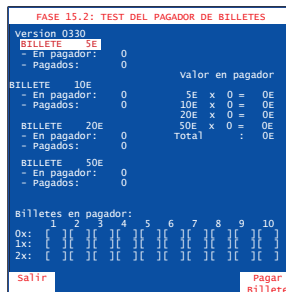 FASE 15.2: TEST DEL PAGADOR DE BILLETES
Version 0330
BILLETE 5E
- En pagador: 0
- Pagados: 0
Valor en pagador
BILLETE 10E
- En pagador: 0
- Pagados: 0
5E x 0 = 0E
10E x 0 = 0E
20E x 0 = 0E
50E x 0 = 0E
Total : 0E
BILLETE 20E
- En pagador: 0
- Pagados: 0
BILLETE 50E
- En pagador: 0
- Pagados: 0
Billetes en pagador:
1 2 3 4 5 6 7 8 9 10
0x: [ ][ ][ ][ ][ ][ ][ ][ ][ ][ ]
1x: [ ][ ][ ][ ][ ][ ][ ][ ][ ][ ]
2x: [ ][ ][ ][ ][ ][ ][ ][ ][ ][ ]
Salir
Pagar
Billete